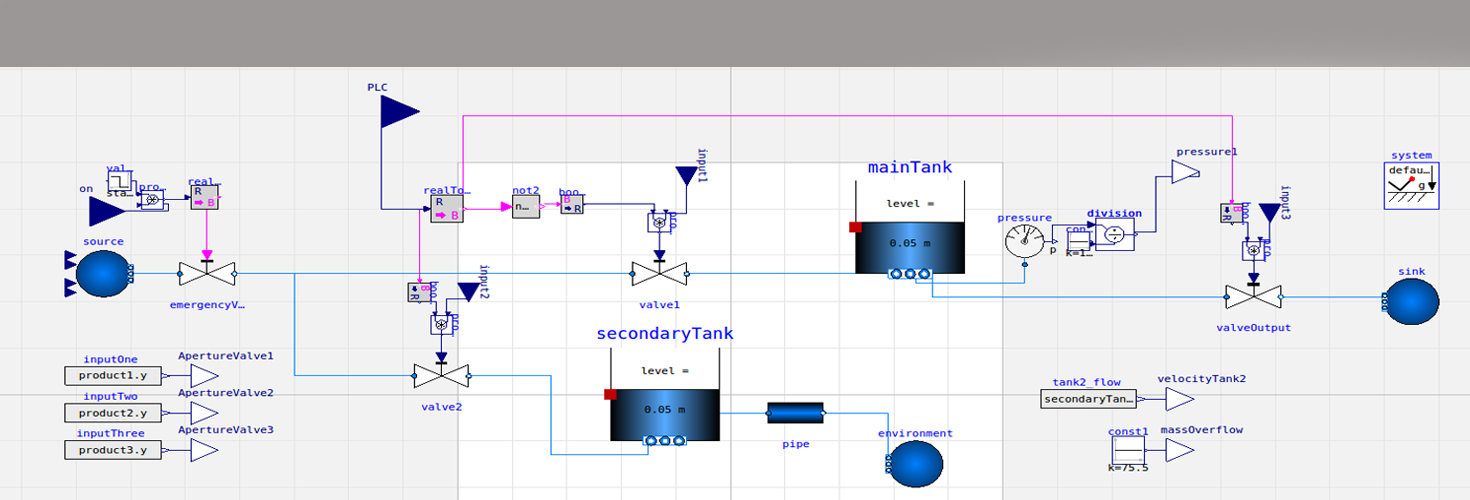 PLC
input1
mainTank
pressure1
system
defau...
g
val...
on
sta...
pro...
real...
R
B
realTo...
R
B
not2
n...
boo...
B
R
pro...
level =
0.05 m
pressure
p
division
con...
k=1...
B
R
boo...
input3
pro...
source
emergencyV...
B
R
boo...
input2
pro...
valve1
valveOutput
sink
secondaryTank
level =
0.05 m
inputOne
product1.y
ApertureValve1
inputTwo
product2.y
ApertureValve2
inputThree
product3.y
ApertureValve3
valve2
pipe
environment
tank2_flow
secondaryTan...
velocityTank2
const1
k=75.5
massOverflow